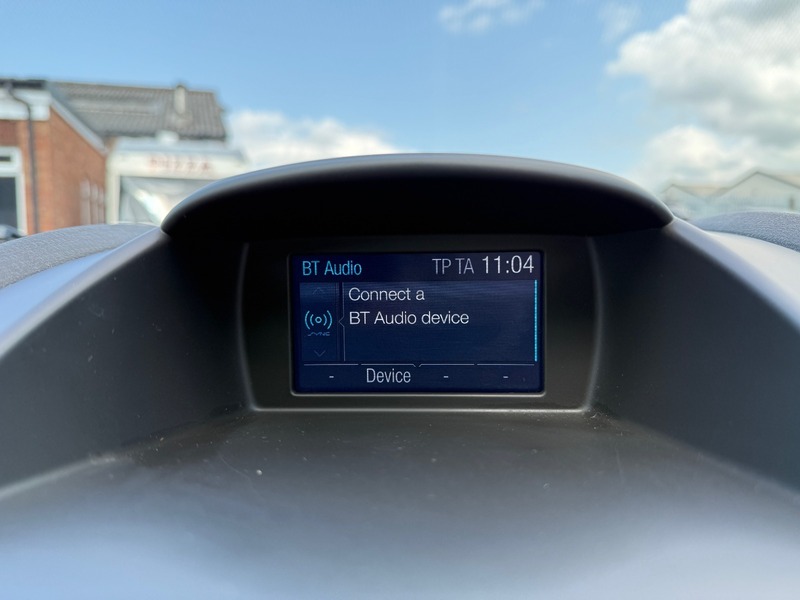 BT Audio TP TA 11:04
Connect a
BT Audio device
- Device - -